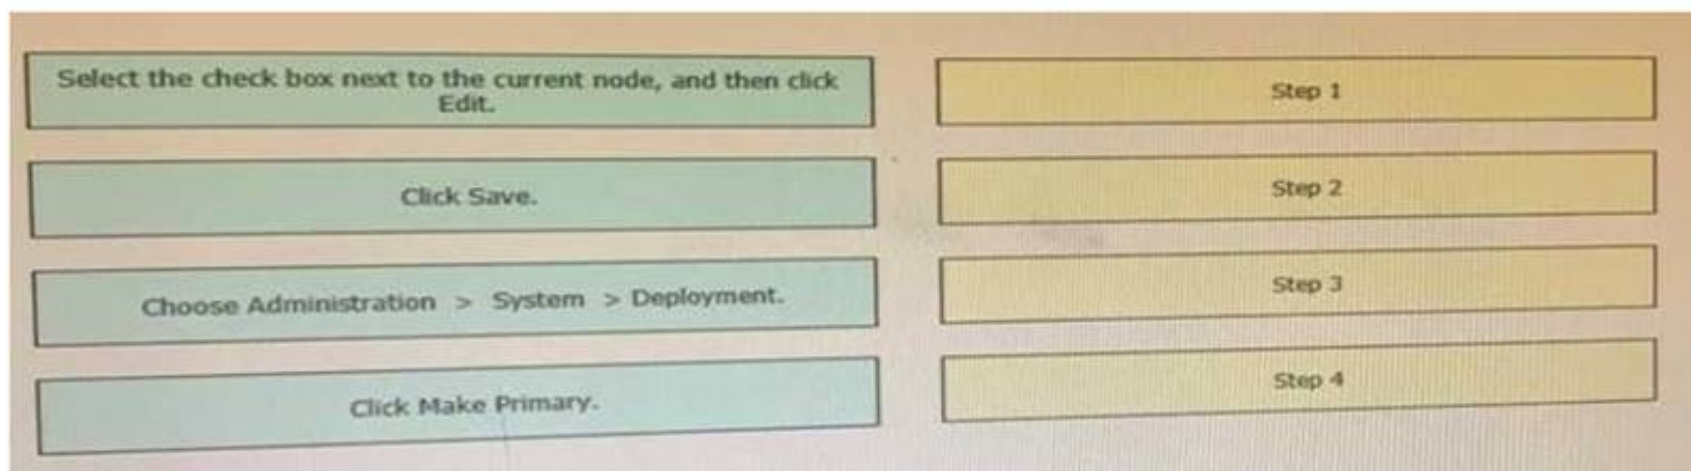 Select the check box next to the current node, and then click
Edit.
Click Save.
Choose Administration > System > Deployment.
Click Make Primary.
Step 1
Step 2
Step 3
Step 4